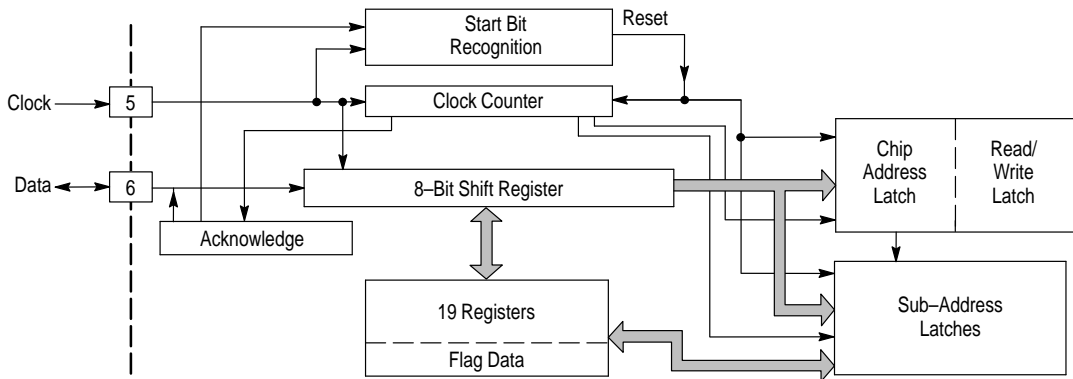 Start Bit
Recognition
Reset
Clock
5
Clock Counter
Chip
Address
Latch
Read/
Write
Latch
Data
6
8–Bit Shift Register
Acknowledge
19 Registers
Flag Data
Sub–Address
Latches